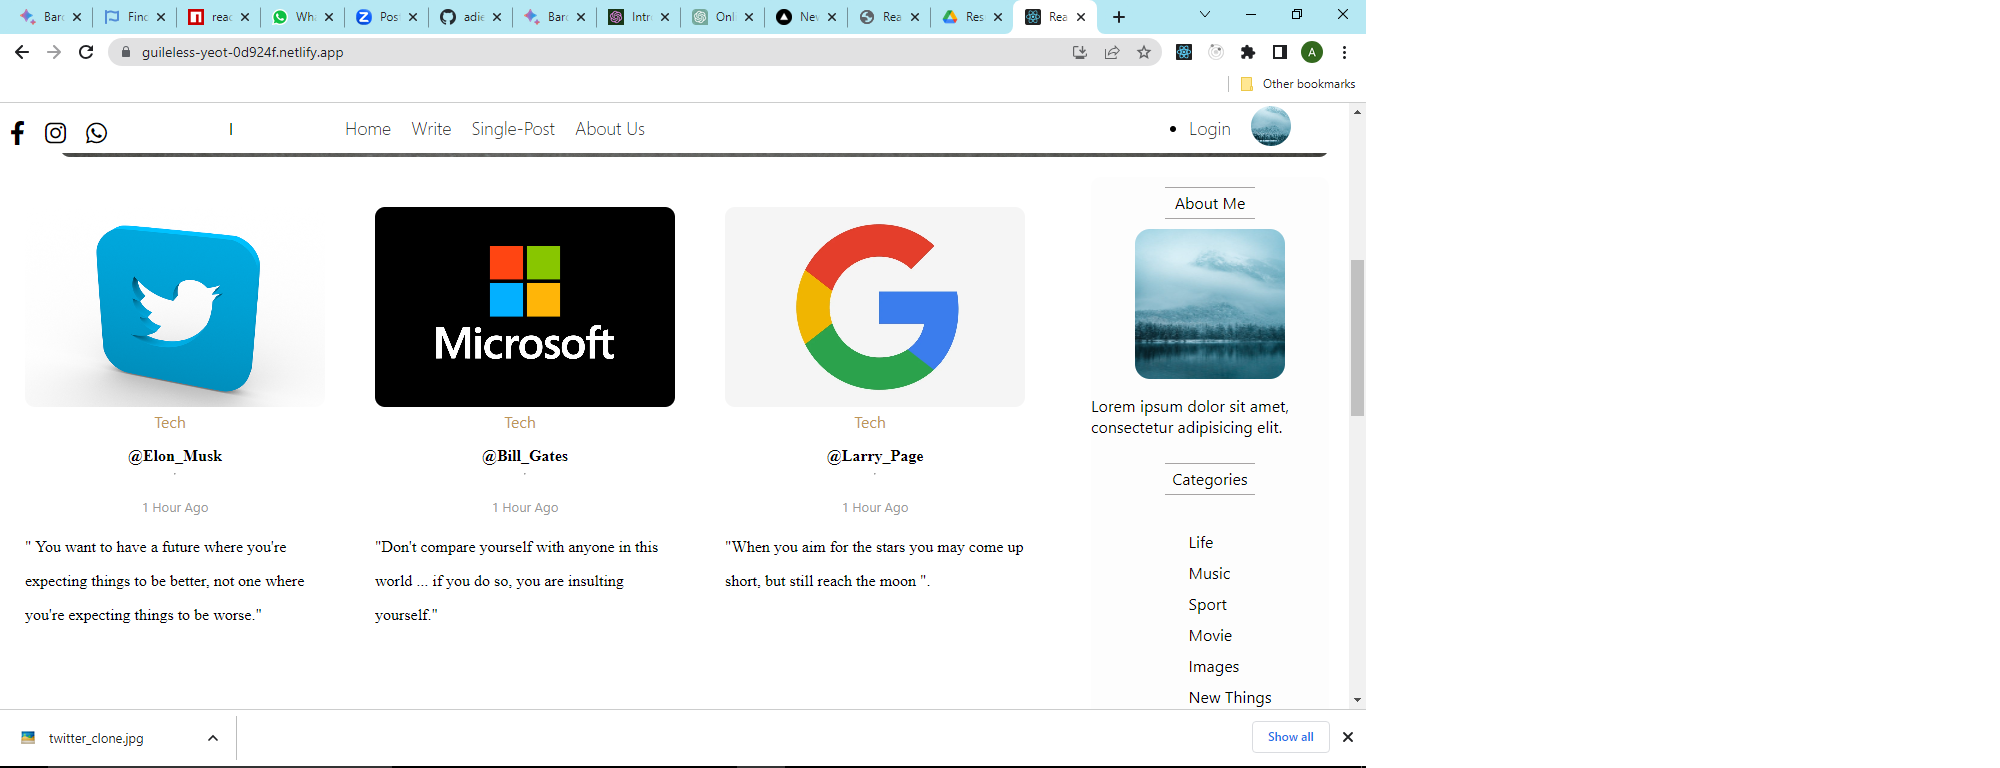 Bar
Finc
reac
Wha
Post
adie
Bar
Intr
Onl
Nev
Rea
Res
Rea
guileless-yeot-0d924f.netlify.app
A
Other bookmarks
I
Home
Write
Single-Post
About Us
Login
About Me
Microsoft
Lorem ipsum dolor sit amet,
consectetur adipisicing elit.
Tech
@Elon_Musk
1 Hour Ago
" You want to have a future where you're
expecting things to be better, not one where
you're expecting things to be worse."
Tech
@Bill_Gates
1 Hour Ago
"Don't compare yourself with anyone in this
world ... if you do so, you are insulting
yourself."
Tech
@Larry_Page
1 Hour Ago
"When you aim for the stars you may come up
short, but still reach the moon ".
Categories
Life
Music
Sport
Movie
Images
New Things
twitter_clone.jpg
Show all